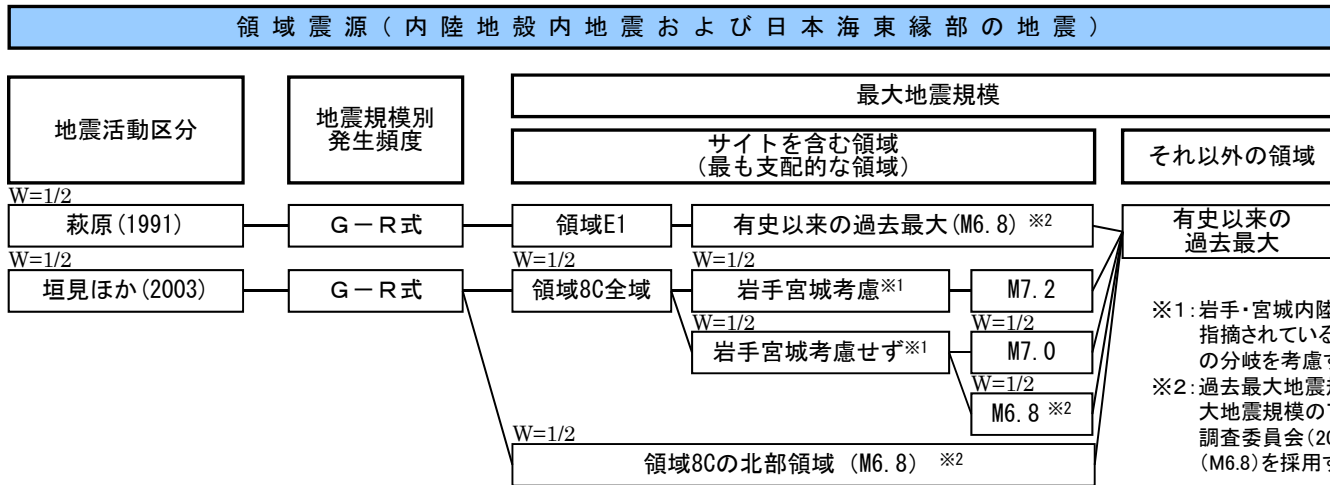 領域震源(内陸地殻内地震および日本海東縁部の地震)
地震活動区分
地震規模別
発生頻度
最大地震規模
サイトを含む領域
(最も支配的な領域)
それ以外の領域
W=1/2
萩原(1991)
G-R式
領域E1
有史以来の過去最大(M6.8) ※2
有史以来の
過去最大
W=1/2
垣見ほか(2003)
G-R式
W=1/2
領域8C全域
W=1/2
岩手宮城考慮※1
M7.2
W=1/2
岩手宮城考慮せず※1
W=1/2
M7.0
W=1/2
M6.8 ※2
W=1/2
領域8Cの北部領域 (M6.8) ※2
※1:岩手・宮城内陸
指摘されている
の分岐を考慮す
※2:過去最大地震規
大地震規模の
調査委員会(20
(M6.8)を採用す